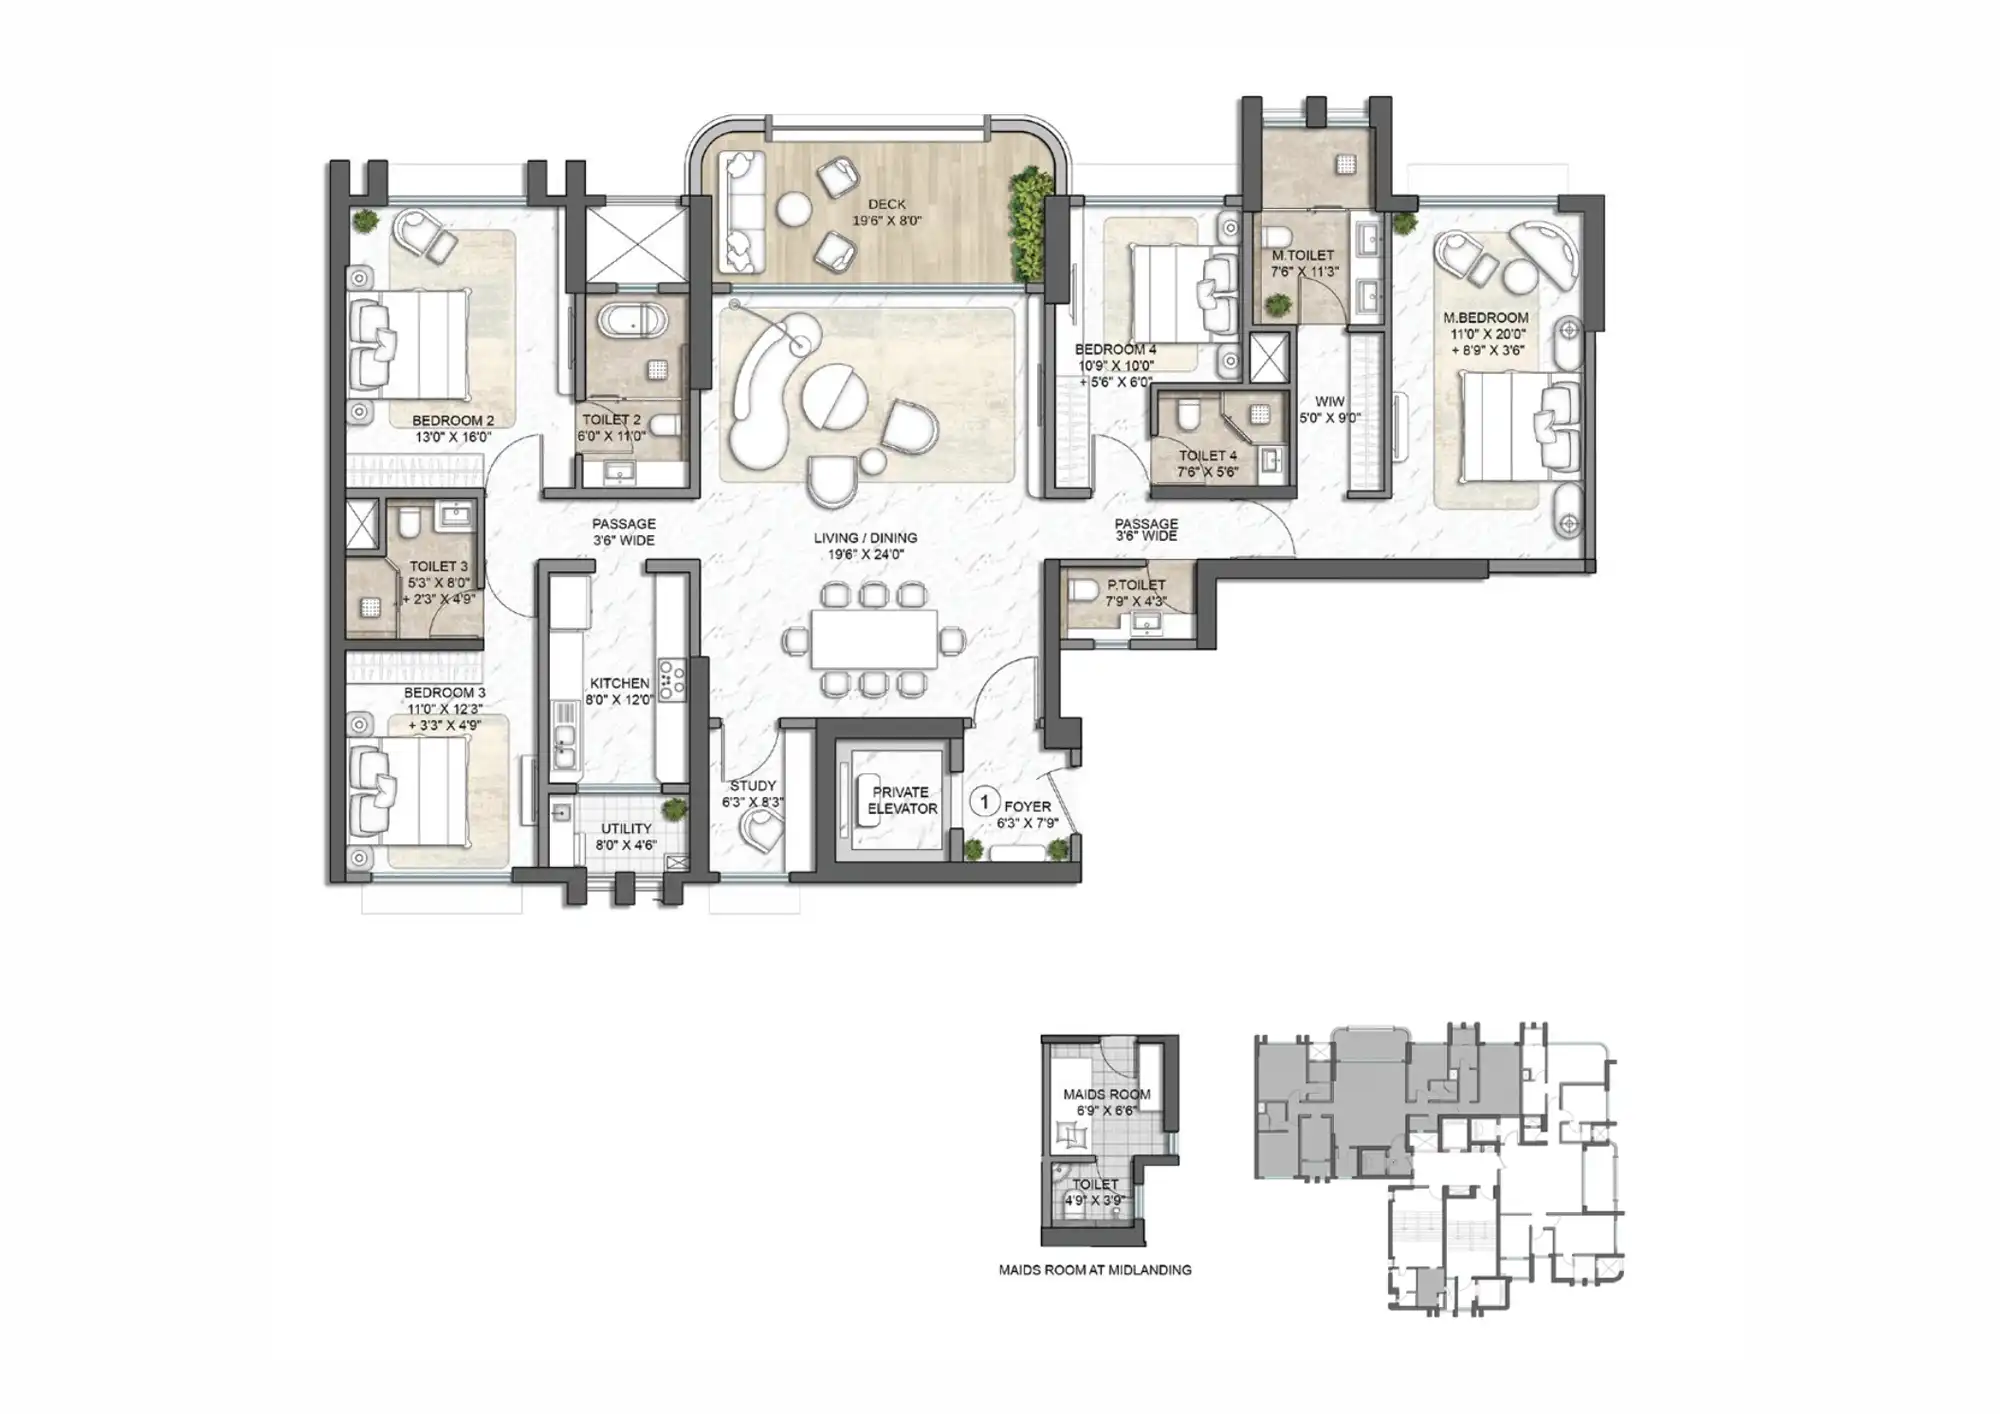 DECK
19'6" X 8'0"
M.TOILET
7'6" X 11'3"
M.BEDROOM
11'0" X 20'0"
+ 8'9" X 3'6"
BEDROOM 4
10'9" X 10'0"
+ 5'6" X 6'0"
WIW
5'0" X 9'0"
BEDROOM 2
13'0" X 16'0"
TOILET 2
6'0" X 11'0"
TOILET 4
7'6" X 5'6"
PASSAGE
3'6" WIDE
LIVING / DINING
19'6" X 24'0"
PASSAGE
3'6" WIDE
TOILET 3
5'3" X 8'0"
+ 2'3" X 4'9"
P.TOILET
7'9" X 4'3"
KITCHEN
8'0" X 12'0"
BEDROOM 3
11'0" X 12'3"
+ 3'3" X 4'9"
STUDY
6'3" X 8'3"
PRIVATE
ELEVATOR
1
FOYER
6'3" X 7'9"
UTILITY
8'0" X 4'6"
MAIDS ROOM
6'9" X 6'6"
TOILET
4'9" X 3'9"
MAIDS ROOM AT MIDLANDING